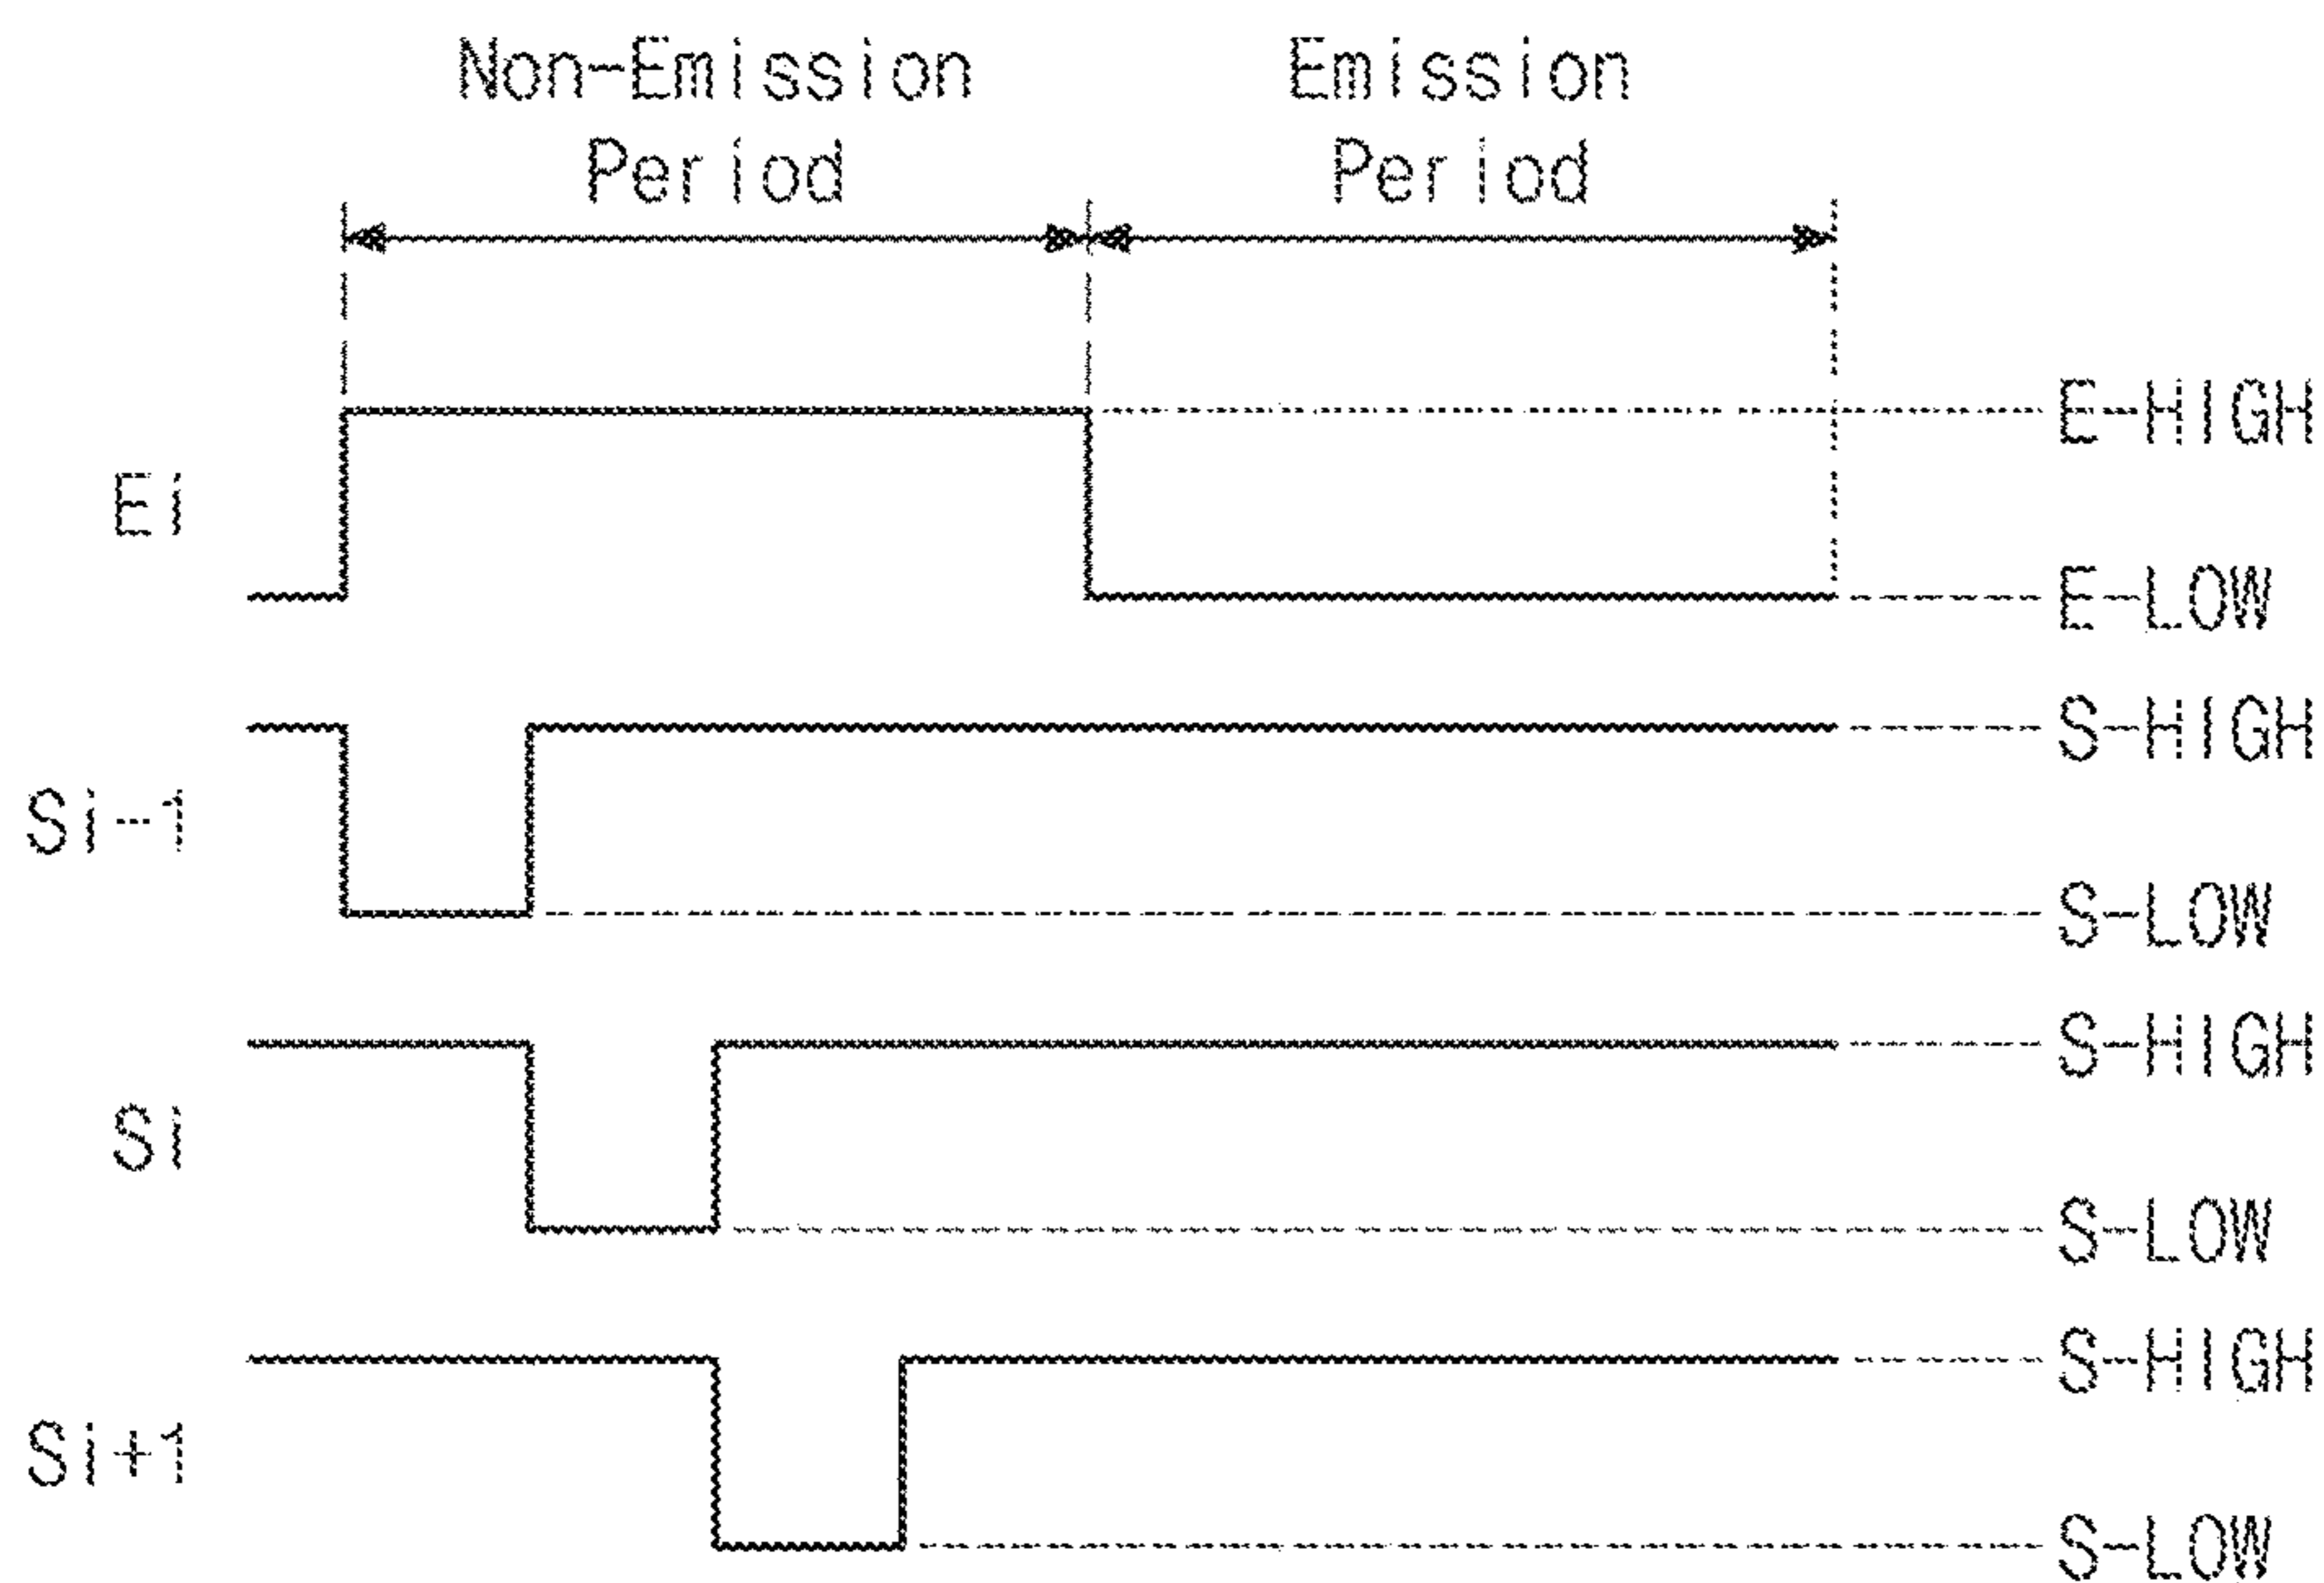 Non-Emission
Period
Emission
Period
E-HIGH
Ei
E-LOW
S-HIGH
Si-1
S-LOW
S-HIGH
Si
S-LOW
S-HIGH
Si+1
S-LOW